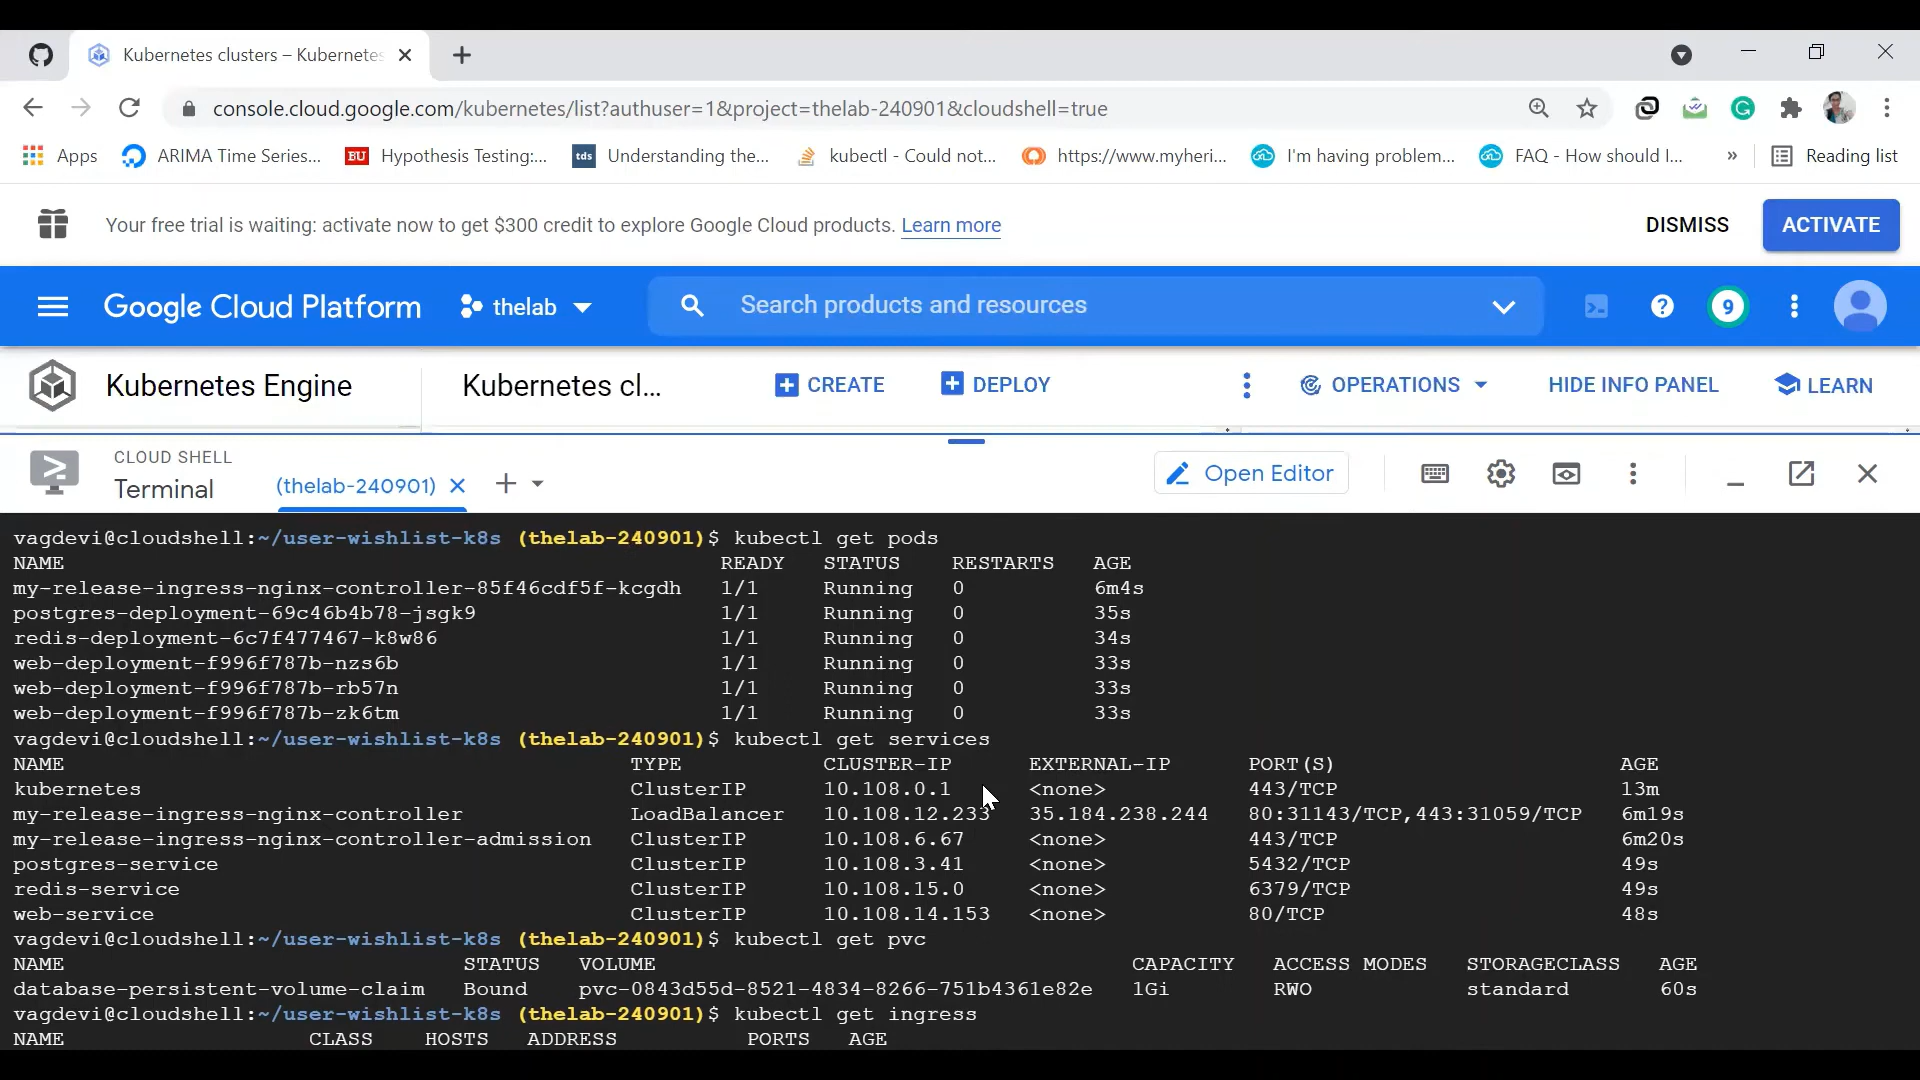 Kubernetes clusters – Kubernetes
console.cloud.google.com/kubernetes/list?authuser=1&project=thelab-240901&cloudshell=true
Apps ARIMA Time Series... BU Hypothesis Testing:... tds Understanding the... kubectl - Could not... https://www.myheri... I'm having problem... FAQ - How should I... » Reading list
Your free trial is waiting: activate now to get $300 credit to explore Google Cloud products. Learn more DISMISS ACTIVATE
Google Cloud Platform thelab Search products and resources 9
Kubernetes Engine Kubernetes cl... CREATE DEPLOY OPERATIONS HIDE INFO PANEL LEARN
CLOUD SHELL
Terminal (thelab-240901) Open Editor
vagdevi@cloudshell:~/user-wishlist-k8s (thelab-240901)$ kubectl get pods
NAME READY STATUS RESTARTS AGE
my-release-ingress-nginx-controller-85f46cdf5f-kcgdh 1/1 Running 0 6m4s
postgres-deployment-69c46b4b78-jsgk9 1/1 Running 0 35s
redis-deployment-6c7f477467-k8w86 1/1 Running 0 34s
web-deployment-f996f787b-nzs6b 1/1 Running 0 33s
web-deployment-f996f787b-rb57n 1/1 Running 0 33s
web-deployment-f996f787b-zk6tm 1/1 Running 0 33s
vagdevi@cloudshell:~/user-wishlist-k8s (thelab-240901)$ kubectl get services
NAME TYPE CLUSTER-IP EXTERNAL-IP PORT(S) AGE
kubernetes ClusterIP 10.108.0.1 <none> 443/TCP 13m
my-release-ingress-nginx-controller LoadBalancer 10.108.12.233 35.184.238.244 80:31143/TCP,443:31059/TCP 6m19s
my-release-ingress-nginx-controller-admission ClusterIP 10.108.6.67 <none> 443/TCP 6m20s
postgres-service ClusterIP 10.108.3.41 <none> 5432/TCP 49s
redis-service ClusterIP 10.108.15.0 <none> 6379/TCP 49s
web-service ClusterIP 10.108.14.153 <none> 80/TCP 48s
vagdevi@cloudshell:~/user-wishlist-k8s (thelab-240901)$ kubectl get pvc
NAME STATUS VOLUME CAPACITY ACCESS MODES STORAGECLASS AGE
database-persistent-volume-claim Bound pvc-0843d55d-8521-4834-8266-751b4361e82e 1Gi RWO standard 60s
vagdevi@cloudshell:~/user-wishlist-k8s (thelab-240901)$ kubectl get ingress
NAME CLASS HOSTS ADDRESS PORTS AGE